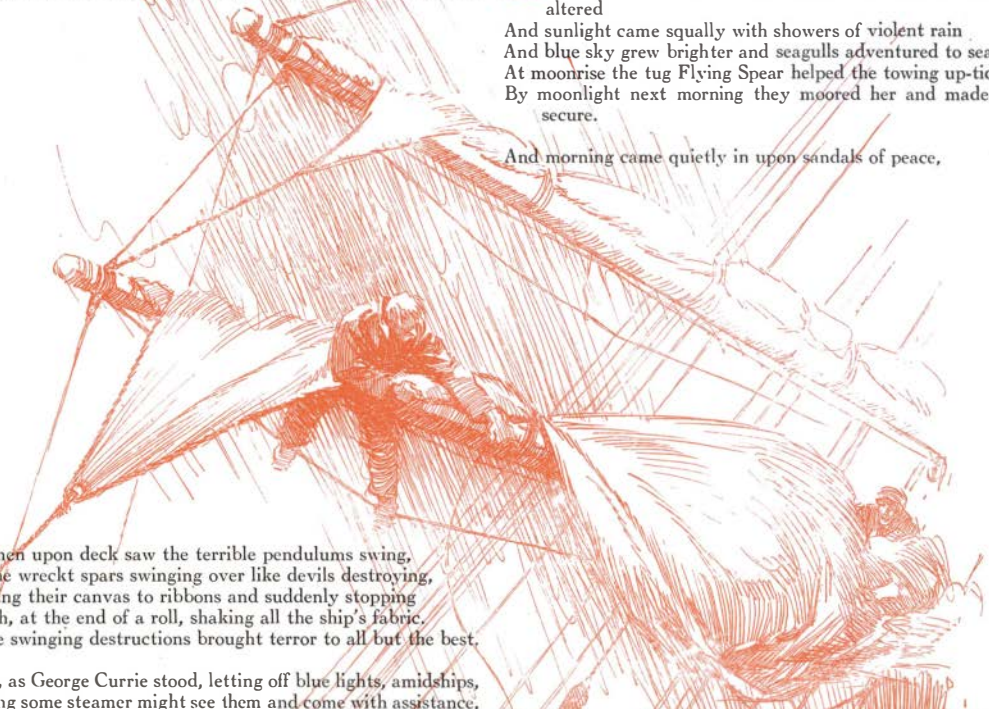 altered
And sunlight came squally with showers of violent rain
And blue sky grew brighter and seagulls adventured to sea
At moonrise the tug Flying Spear helped the towing
By moonlight next morning they moored her and made
secure.
And morning came quietly in upon sandals of peace,
upon deck saw the terrible pendulums swing,
wreckt spars swinging over like devils destroying,
their canvas to ribbons and suddenly stopping
at the end of a roll, shaking all the ship's fabric.
swinging destructions brought terror to all but the best.
as George Currie stood, letting off blue lights, amidships,
some steamer might see them and come with assistance.